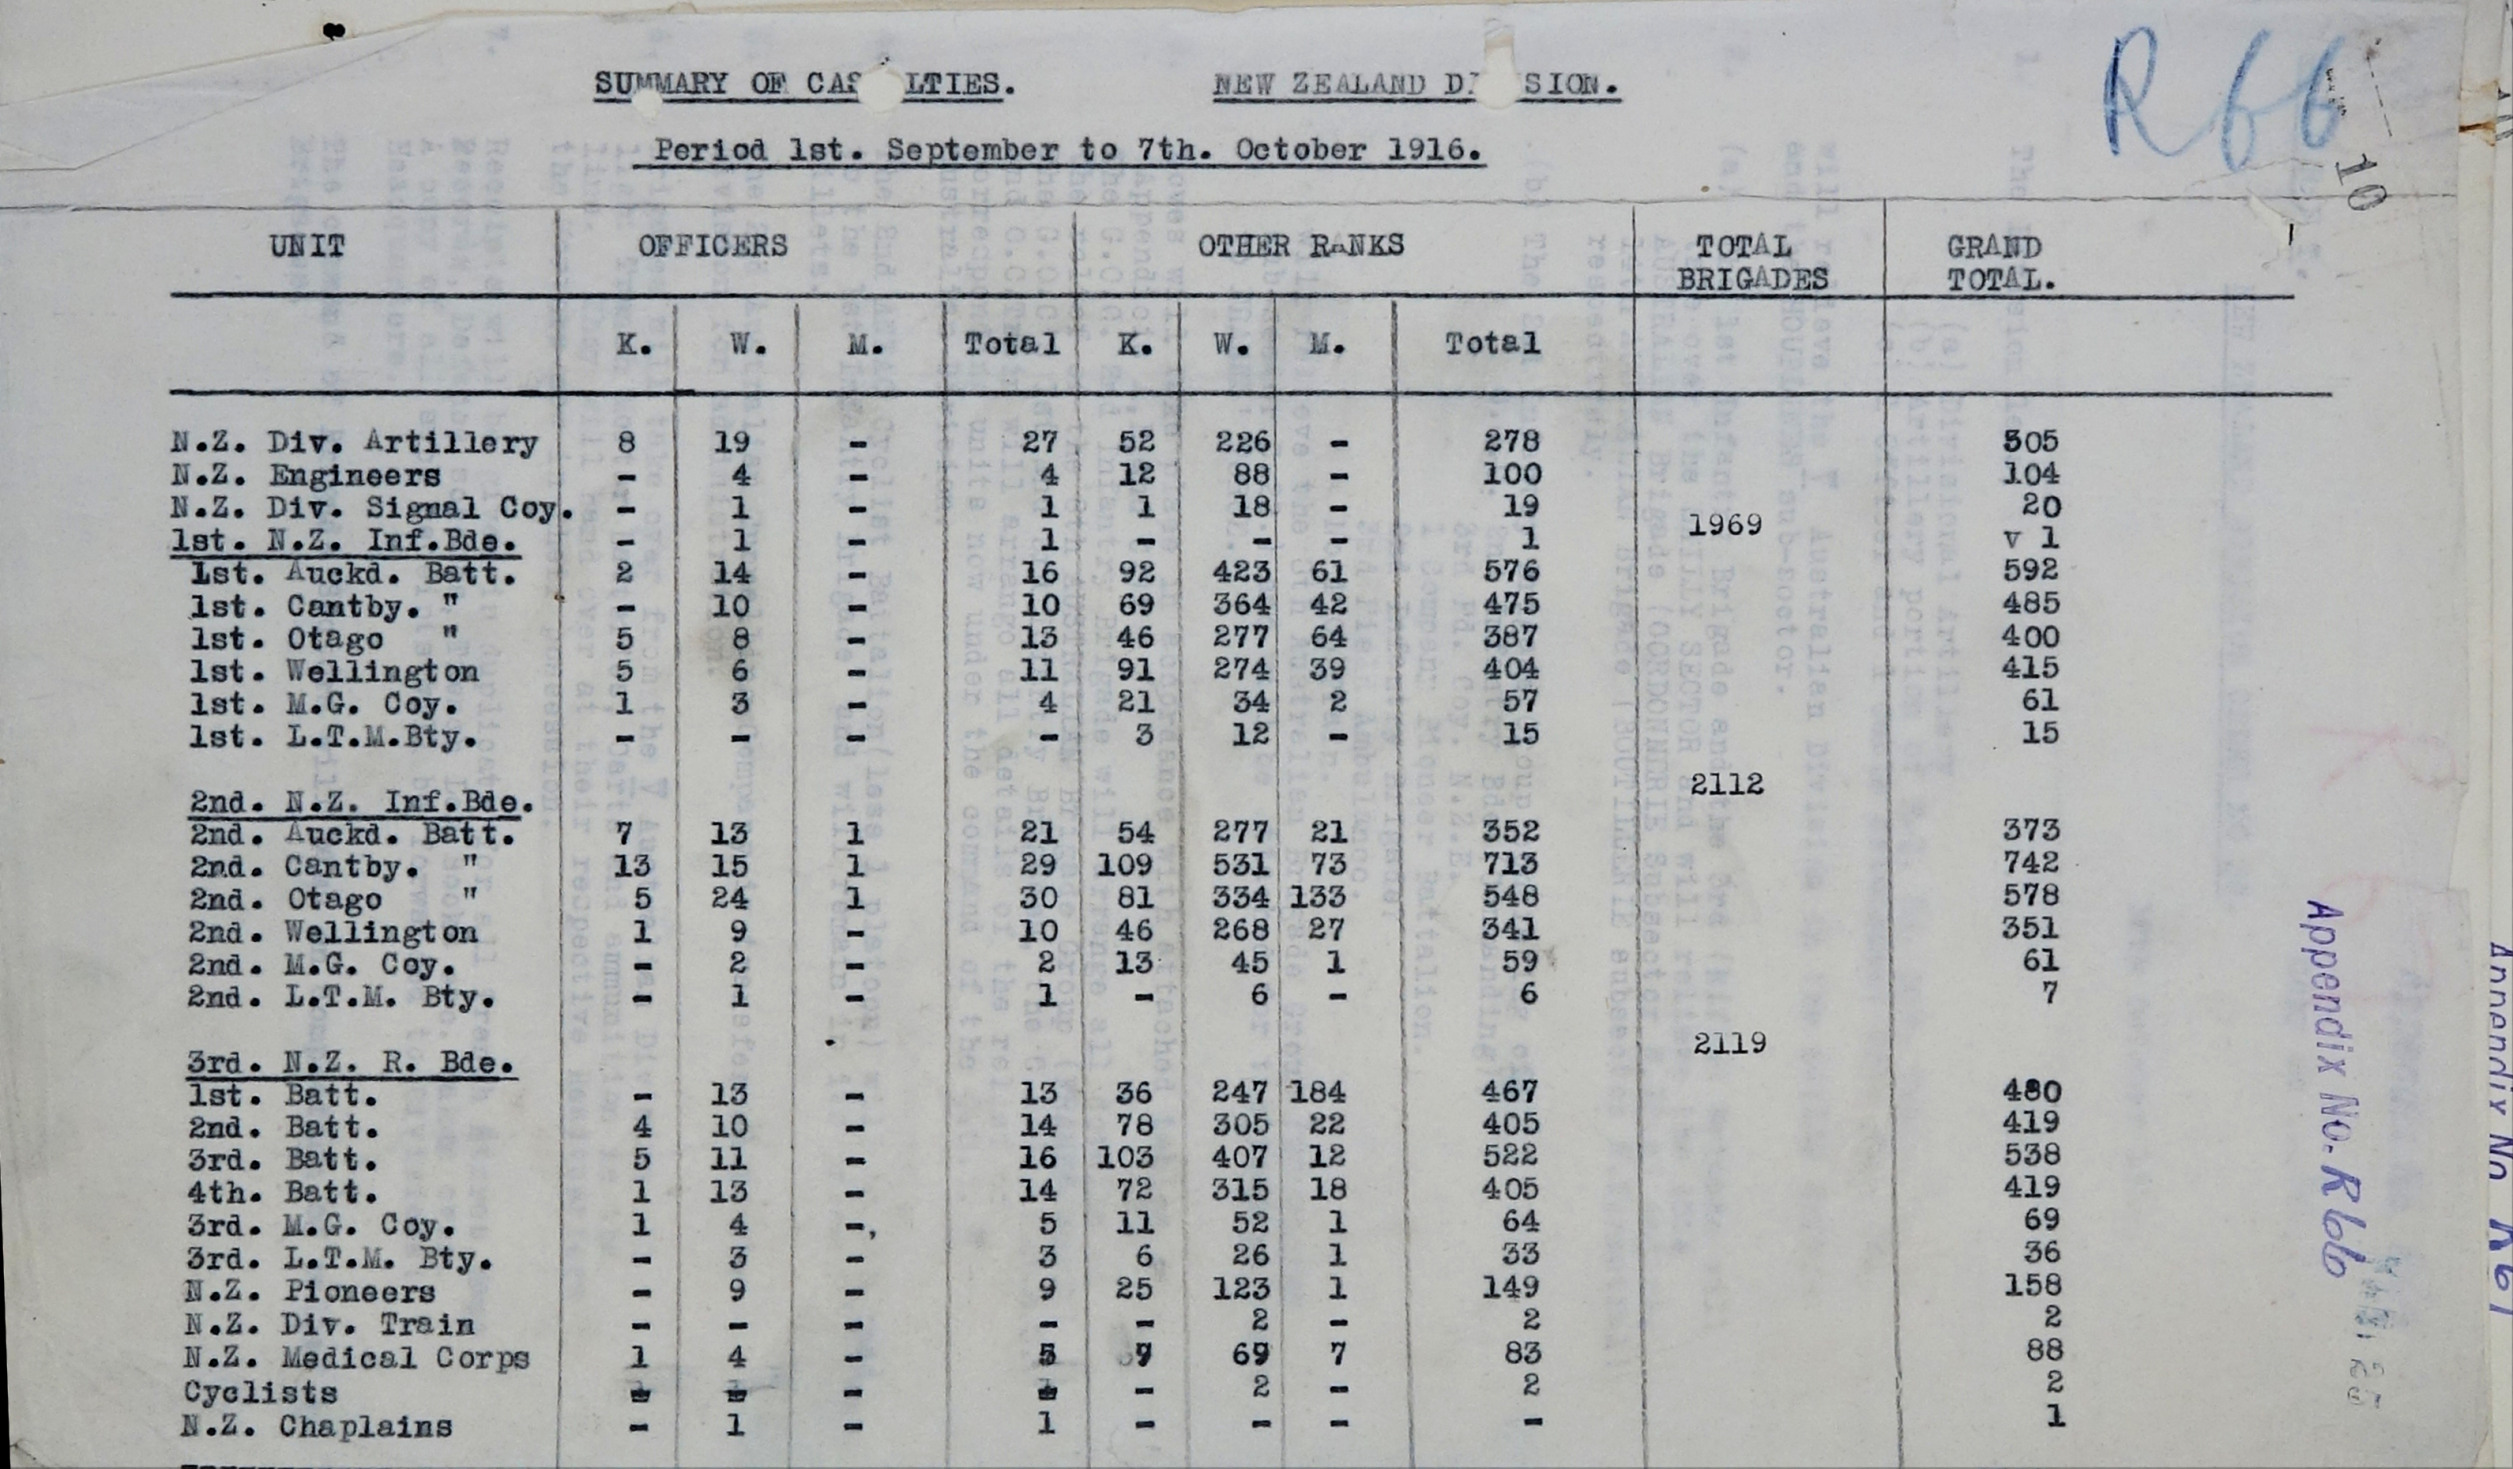 SUMMARY OF CAS LTIES. NEW ZEALAND DI SION.
R66
Period 1st. September to 7th. October 1916.
10
UNIT OFFICERS OTHER RANKS TOTAL BRIGADES GRAND TOTAL.
K. W. M. Total K. W. M. Total
N.Z. Div. Artillery 8 19 - 27 52 226 - 278 305
N.Z. Engineers - 4 - 4 12 88 - 100 104
N.Z. Div. Signal Coy. - 1 - 1 1 18 - 19 20
1969
1st. N.Z. Inf.Bde. - 1 - 1 - - - 1 v 1
1st. Auckd. Batt. 2 14 - 16 92 423 61 576 592
1st. Cantby. " - 10 - 10 69 364 42 475 485
1st. Otago " 5 8 - 13 46 277 64 387 400
1st. Wellington 5 6 - 11 91 274 39 404 415
1st. M.G. Coy. 1 3 - 4 21 34 2 57 61
1st. L.T.M.Bty. - - - - 3 12 - 15 15
2112
2nd. N.Z. Inf.Bde.
2nd. Auckd. Batt. 7 13 1 21 54 277 21 352 373
2nd. Cantby. " 13 15 1 29 109 531 73 713 742
2nd. Otago " 5 24 1 30 81 334 133 548 578
2nd. Wellington 1 9 - 10 46 268 27 341 351
2nd. M.G. Coy. - 2 - 2 13 45 1 59 61
2nd. L.T.M. Bty. - 1 - 1 - 6 - 6 7
2119
3rd. N.Z. R. Bde.
1st. Batt. - 13 - 13 36 247 184 467 480
2nd. Batt. 4 10 - 14 78 305 22 405 419
3rd. Batt. 5 11 - 16 103 407 12 522 538
4th. Batt. 1 13 - 14 72 315 18 405 419
3rd. M.G. Coy. 1 4 -, 5 11 52 1 64 69
3rd. L.T.M. Bty. - 3 - 3 6 26 1 33 36
N.Z. Pioneers - 9 - 9 25 123 1 149 158
N.Z. Div. Train - - - - - 2 - 2 2
N.Z. Medical Corps 1 4 - 5 7 69 7 83 88
Cyclists - - - - - 2 - 2 2
N.Z. Chaplains - 1 - 1 - - - - 1
Appendix No. R66
Appendix No R67